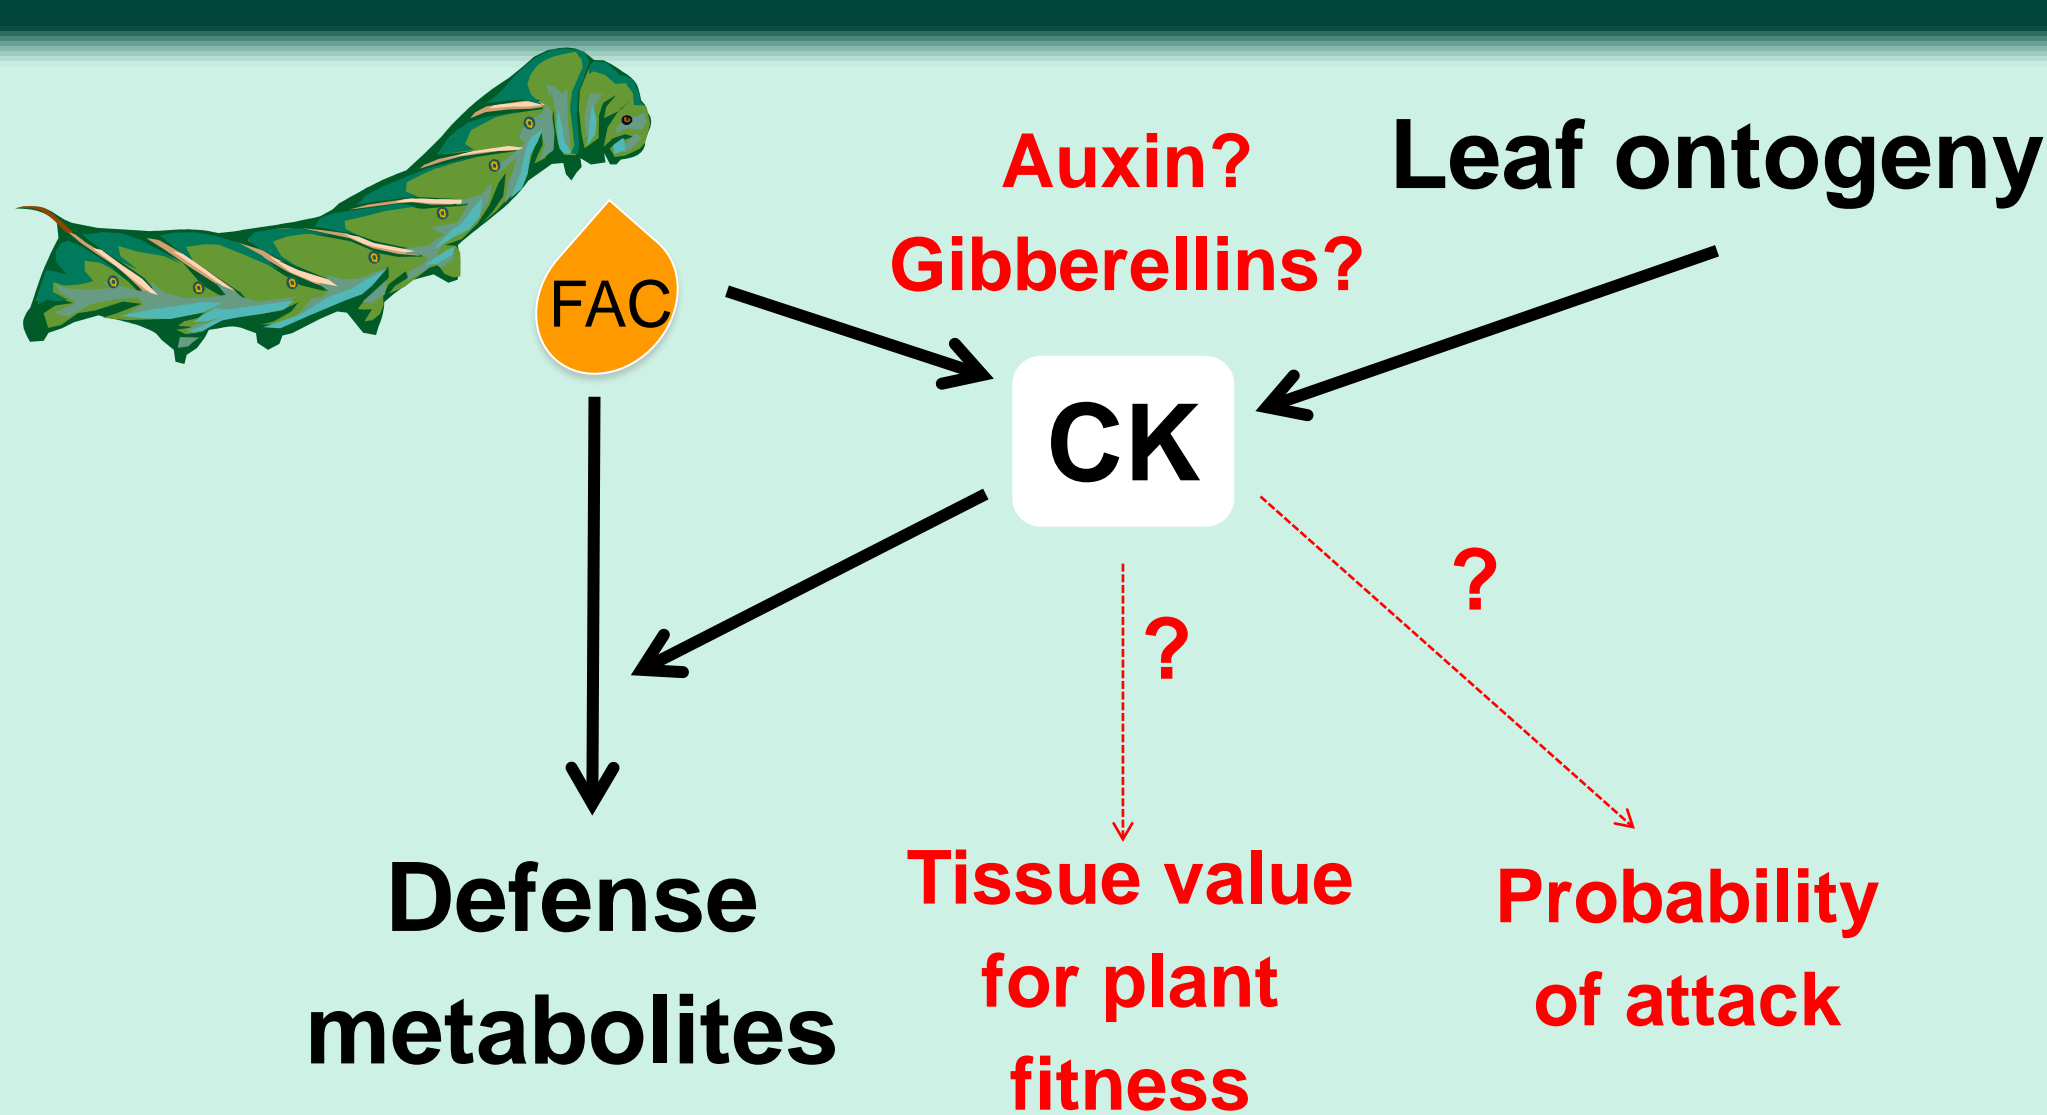 Auxin?
Gibberellins?
Leaf ontogeny
FAC
CK
?
?
Defense
metabolites
Tissue value
for plant
fitness
Probability
of attack